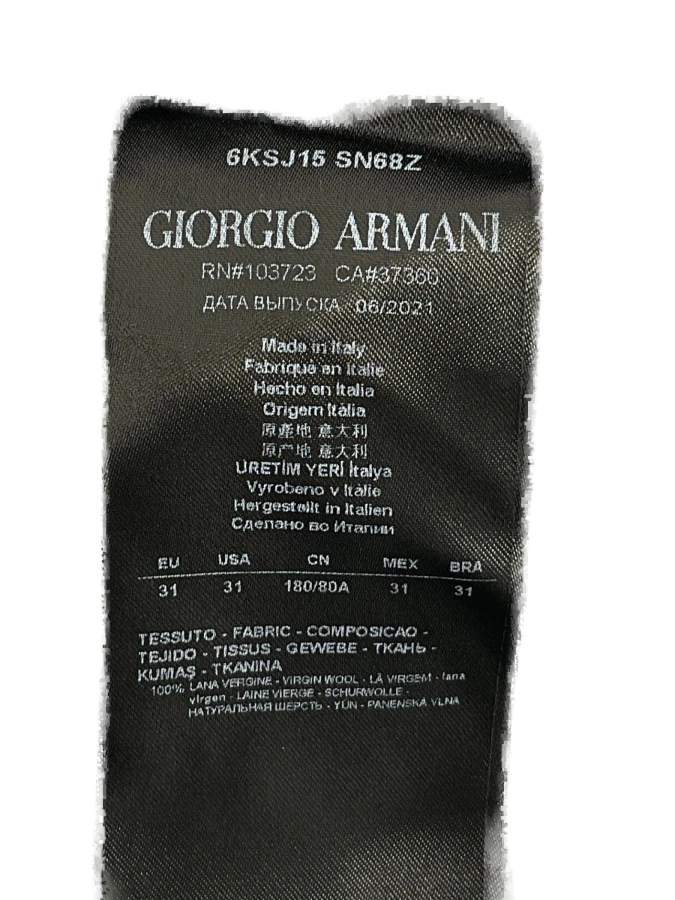 6KSJ15 SN68Z
GIORGIO ARMANI
RN#103723 CA#37360
ДАТА ВЫПУСКА 06/2021
Made in Italy
Fabriqué en Italie
Hecho en Italia
Origem Itália
原產地 意大利
原产地 意大利
ÜRETİM YERİ İtalya
Vyrobeno v Itálie
Hergestellt in Italien
Сделано во Италии
EU USA CN MEX BRA
31 31 180/80A 31 31
TESSUTO - FABRIC - COMPOSICAO -
TEJIDO - TISSUS - GEWEBE - ТКАНЬ -
KUMAŞ - TKANINA
100% LANA VERGINE - VIRGIN WOOL - LÃ VIRGEM - lana
virgen - LAINE VIERGE - SCHURWOLLE -
НАТУРАЛЬНАЯ ШЕРСТЬ - YÜN - PANENSKÁ VLNA